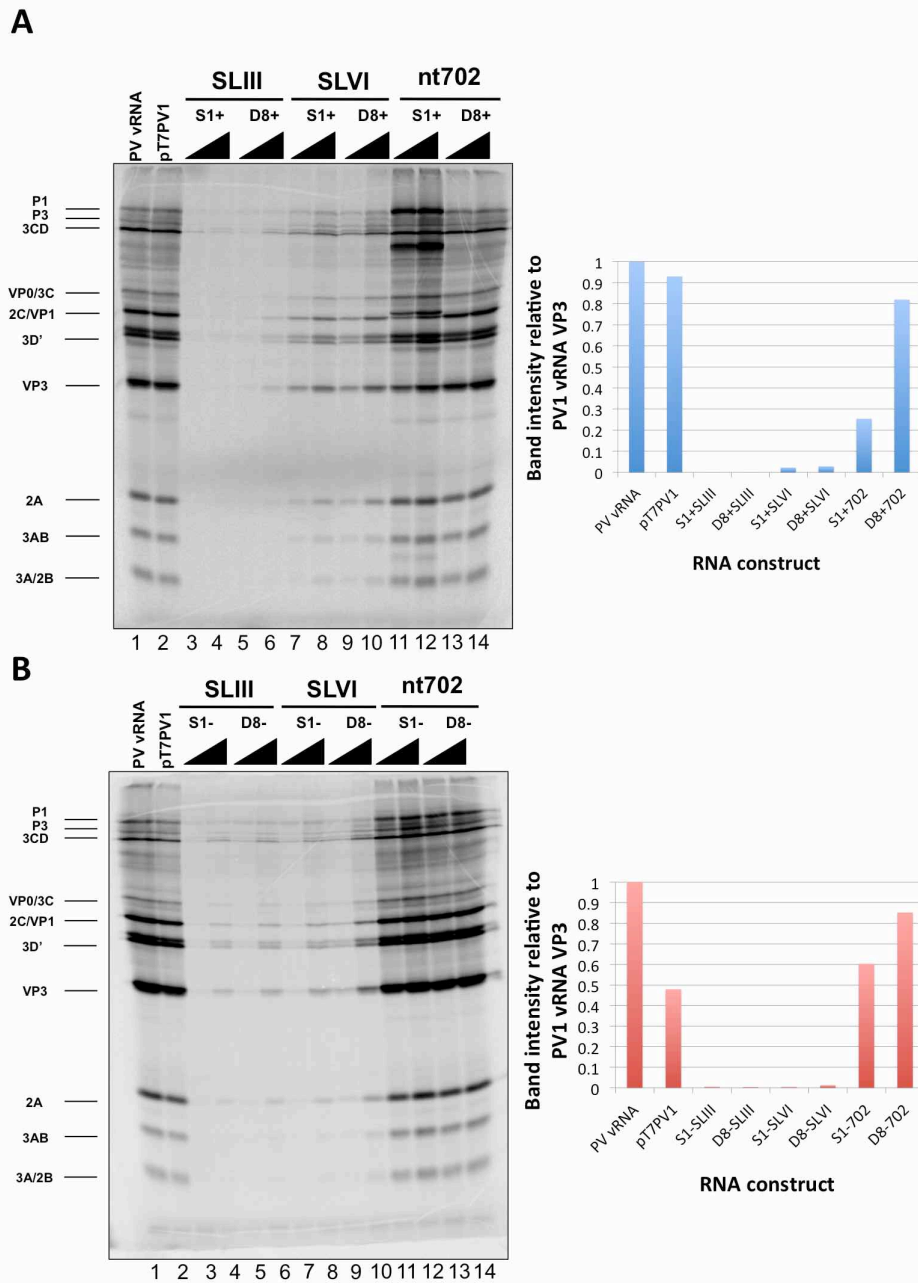 A
SLIII SLVI nt702
PV vRNA
pT7PV1
S1+ D8+ S1+ D8+ S1+ D8+
P1
P3
3CD
VP0/3C
2C/VP1
3D'
VP3
2A
3AB
3A/2B
1 2 3 4 5 6 7 8 9 10 11 12 13 14
Band intensity relative to
PV1 vRNA VP3
1
0.9
0.8
0.7
0.6
0.5
0.4
0.3
0.2
0.1
0
PV vRNA
pT7PV1
S1+SLIII
D8+SLIII
S1+SLVI
D8+SLVI
S1+702
D8+702
RNA construct
B
SLIII SLVI nt702
PV vRNA
pT7PV1
S1- D8- S1- D8- S1- D8-
P1
P3
3CD
VP0/3C
2C/VP1
3D'
VP3
2A
3AB
3A/2B
1 2 3 4 5 6 7 8 9 10 11 12 13 14
Band intensity relative to
PV1 vRNA VP3
1
0.9
0.8
0.7
0.6
0.5
0.4
0.3
0.2
0.1
0
PV vRNA
pT7PV1
S1-SLIII
D8-SLIII
S1-SLVI
D8-SLVI
S1-702
D8-702
RNA construct